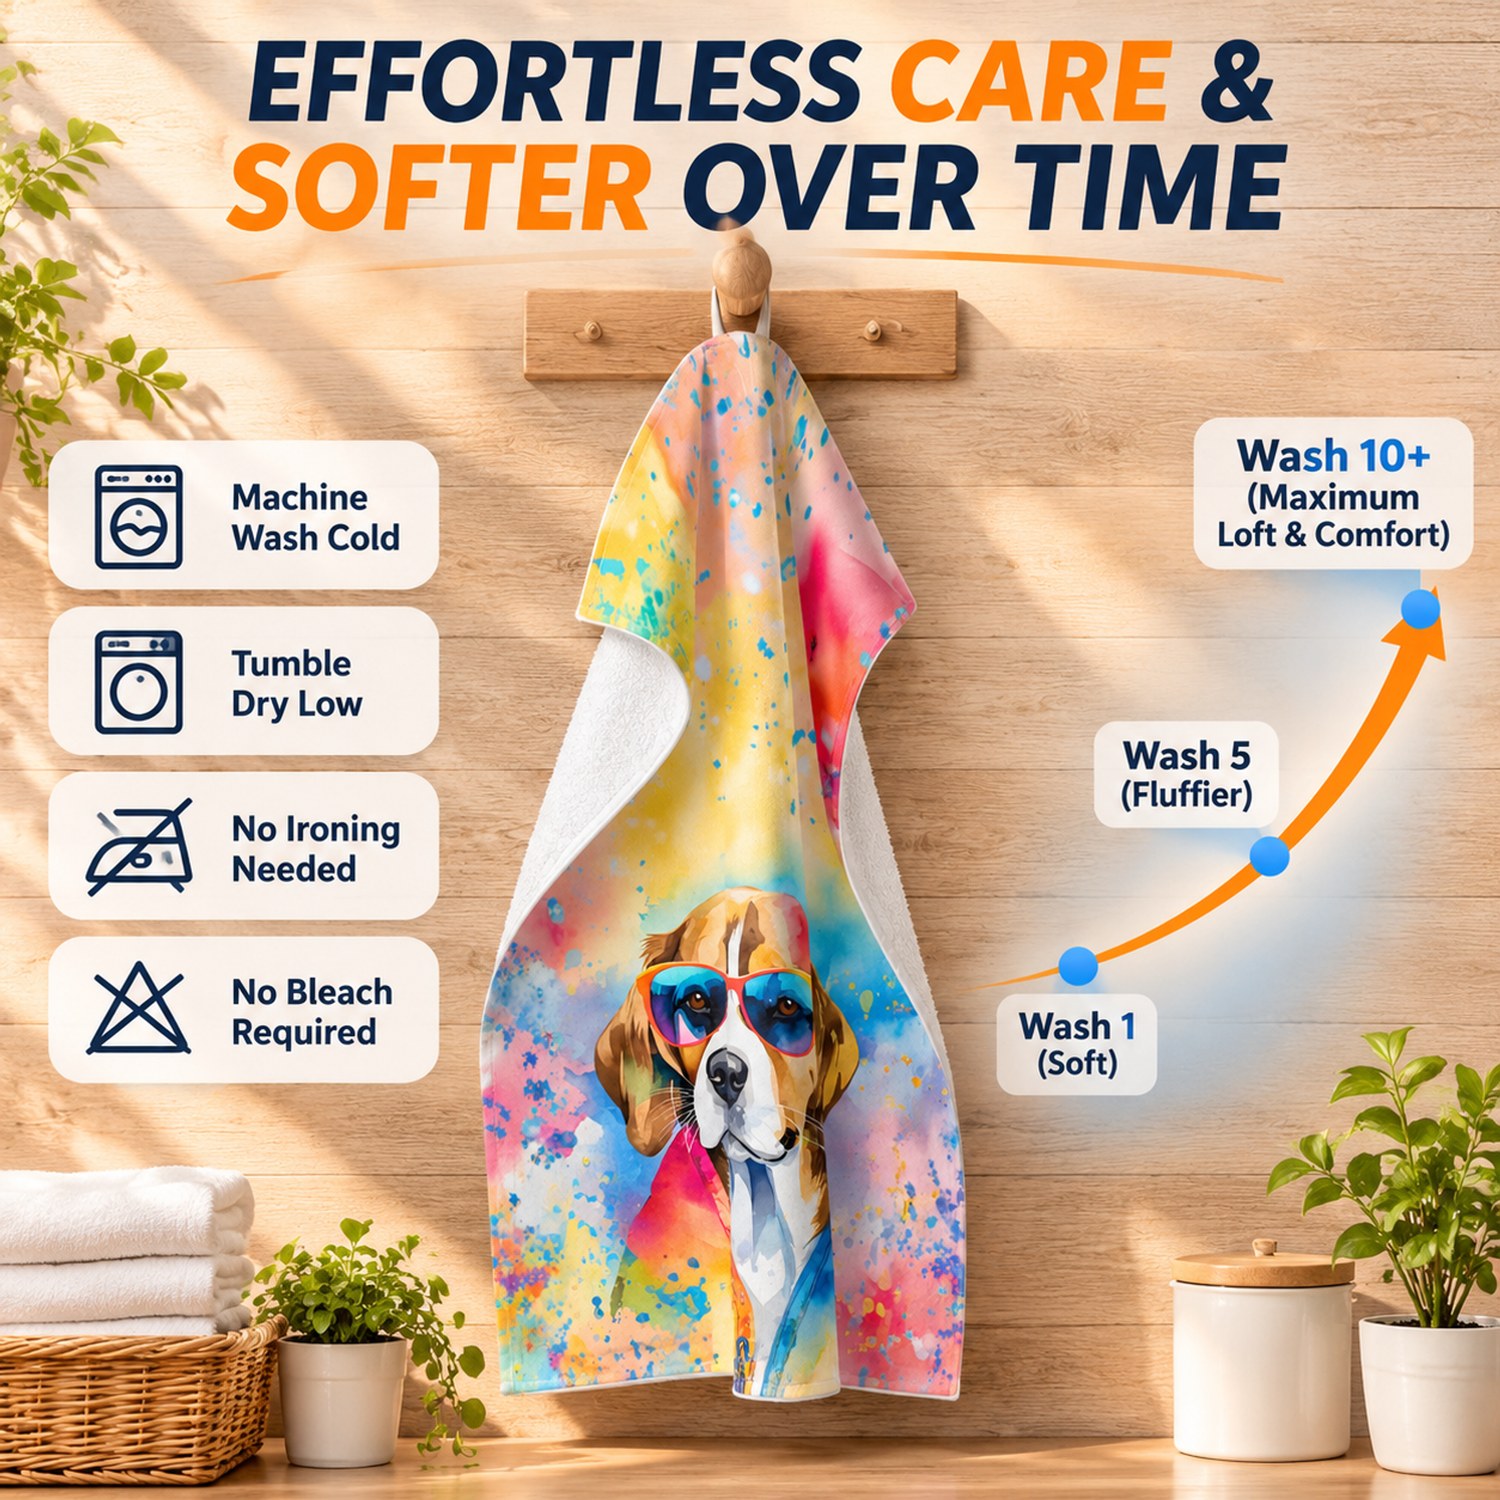 EFFORTLESS CARE &
SOFTER OVER TIME
Machine
Wash Cold
Tumble
Dry Low
No Ironing
Needed
No Bleach
Required
Wash 10+
(Maximum
Loft & Comfort)
Wash 5
(Fluffier)
Wash 1
(Soft)